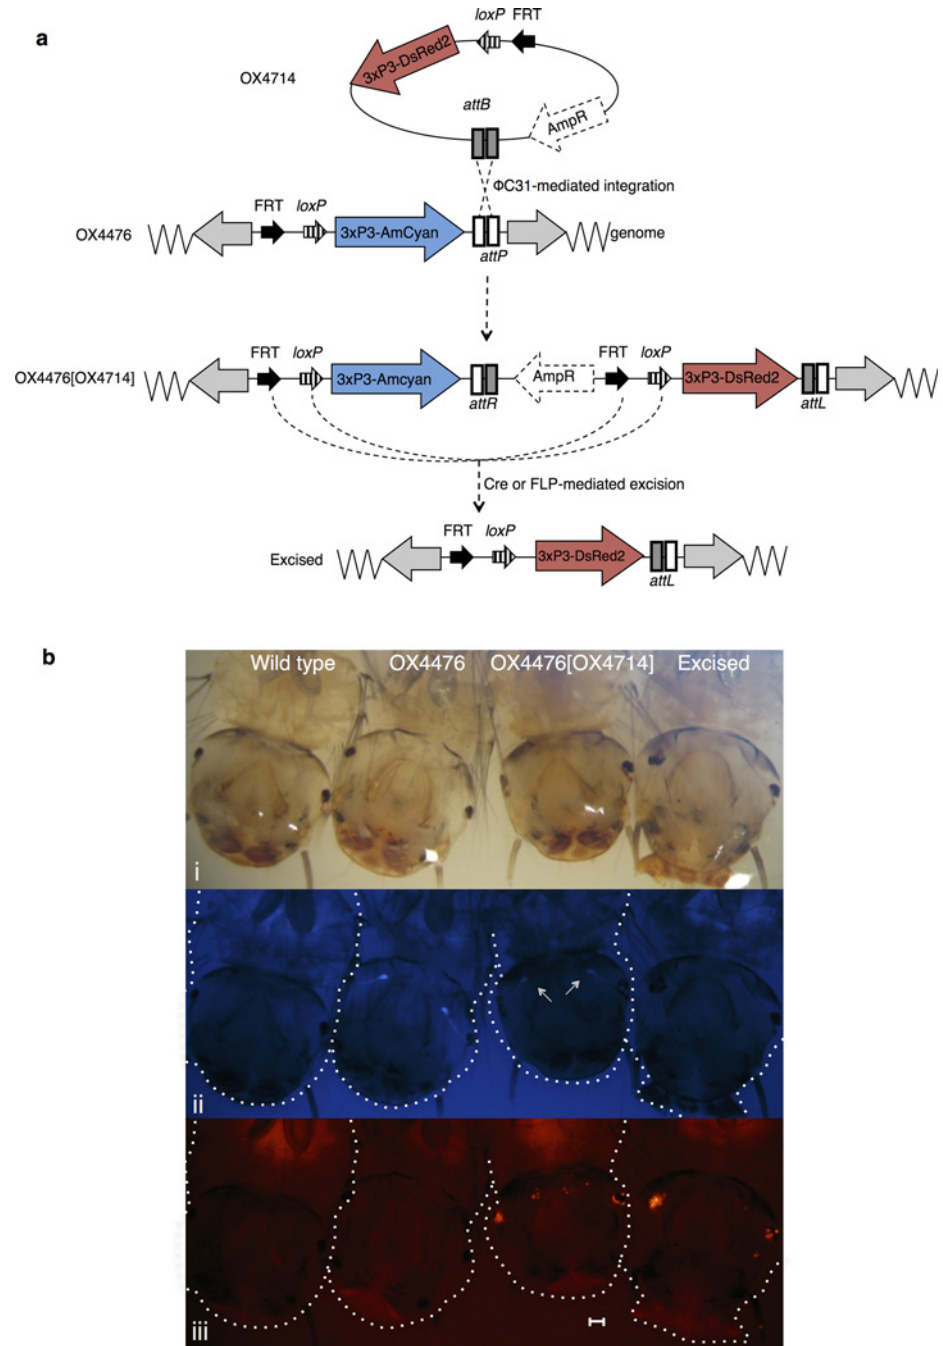 a
loxP FRT
3xP3-DsRed2
OX4714
attB
AmpR
ΦC31-mediated integration
FRT loxP
OX4476
3xP3-AmCyan
genome
attP
FRT loxP FRT loxP
OX4476[OX4714]
3xP3-Amcyan
AmpR
3xP3-DsRed2
attR
attL
Cre or FLP-mediated excision
FRT loxP
Excised
3xP3-DsRed2
attL
b
Wild type OX4476 OX4476[OX4714] Excised
i
ii
iii